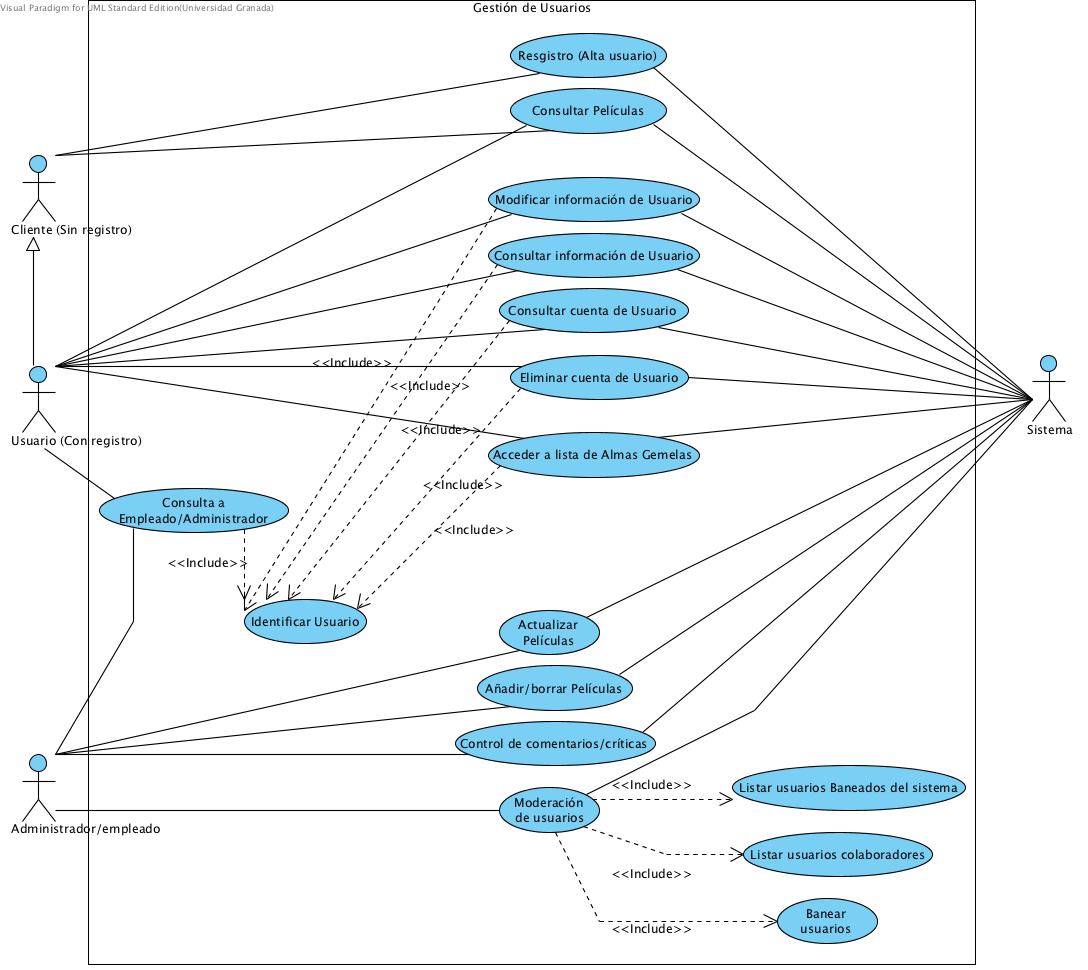 Visual Paradigm for UML Standard Edition(Universidad Granada)
Gestión de Usuarios
Resgistro (Alta usuario)
Consultar Películas
Cliente (Sin registro)
Modificar información de Usuario
Consultar información de Usuario
Consultar cuenta de Usuario
<<Include>>
Eliminar cuenta de Usuario
<<Include>>
<<Include>>
Usuario (Con registro)
Sistema
Acceder a lista de Almas Gemelas
<<Include>>
Consulta a
Empleado/Administrador
<<Include>>
<<Include>>
Identificar Usuario
Actualizar
Películas
Añadir/borrar Películas
Control de comentarios/críticas
Administrador/empleado
<<Include>>
Listar usuarios Baneados del sistema
Moderación
de usuarios
Listar usuarios colaboradores
<<Include>>
Banear
usuarios
<<Include>>